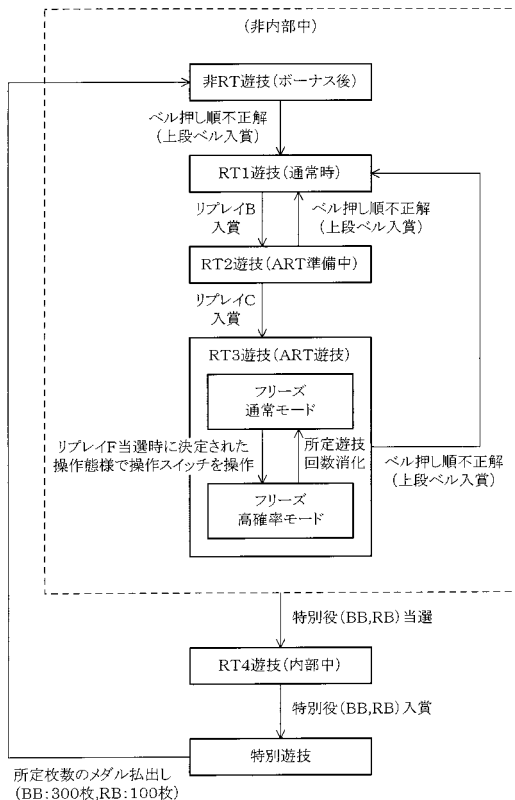 (非内部中)
非RT遊技(ボーナス後)
ベル押し順不正解
(上段ベル入賞)
RT1遊技(通常時)
リプレイB
入賞
ベル押し順不正解
(上段ベル入賞)
RT2遊技(ART準備中)
リプレイC
入賞
RT3遊技(ART遊技)
フリーズ
通常モード
リプレイF当選時に決定された
操作態様で操作スイッチを操作
所定遊技
回数消化
ベル押し順不正解
(上段ベル入賞)
フリーズ
高確率モード
特別役(BB,RB)当選
RT4遊技(内部中)
特別役(BB,RB)入賞
特別遊技
所定枚数のメダル払出し
(BB:300枚,RB:100枚)